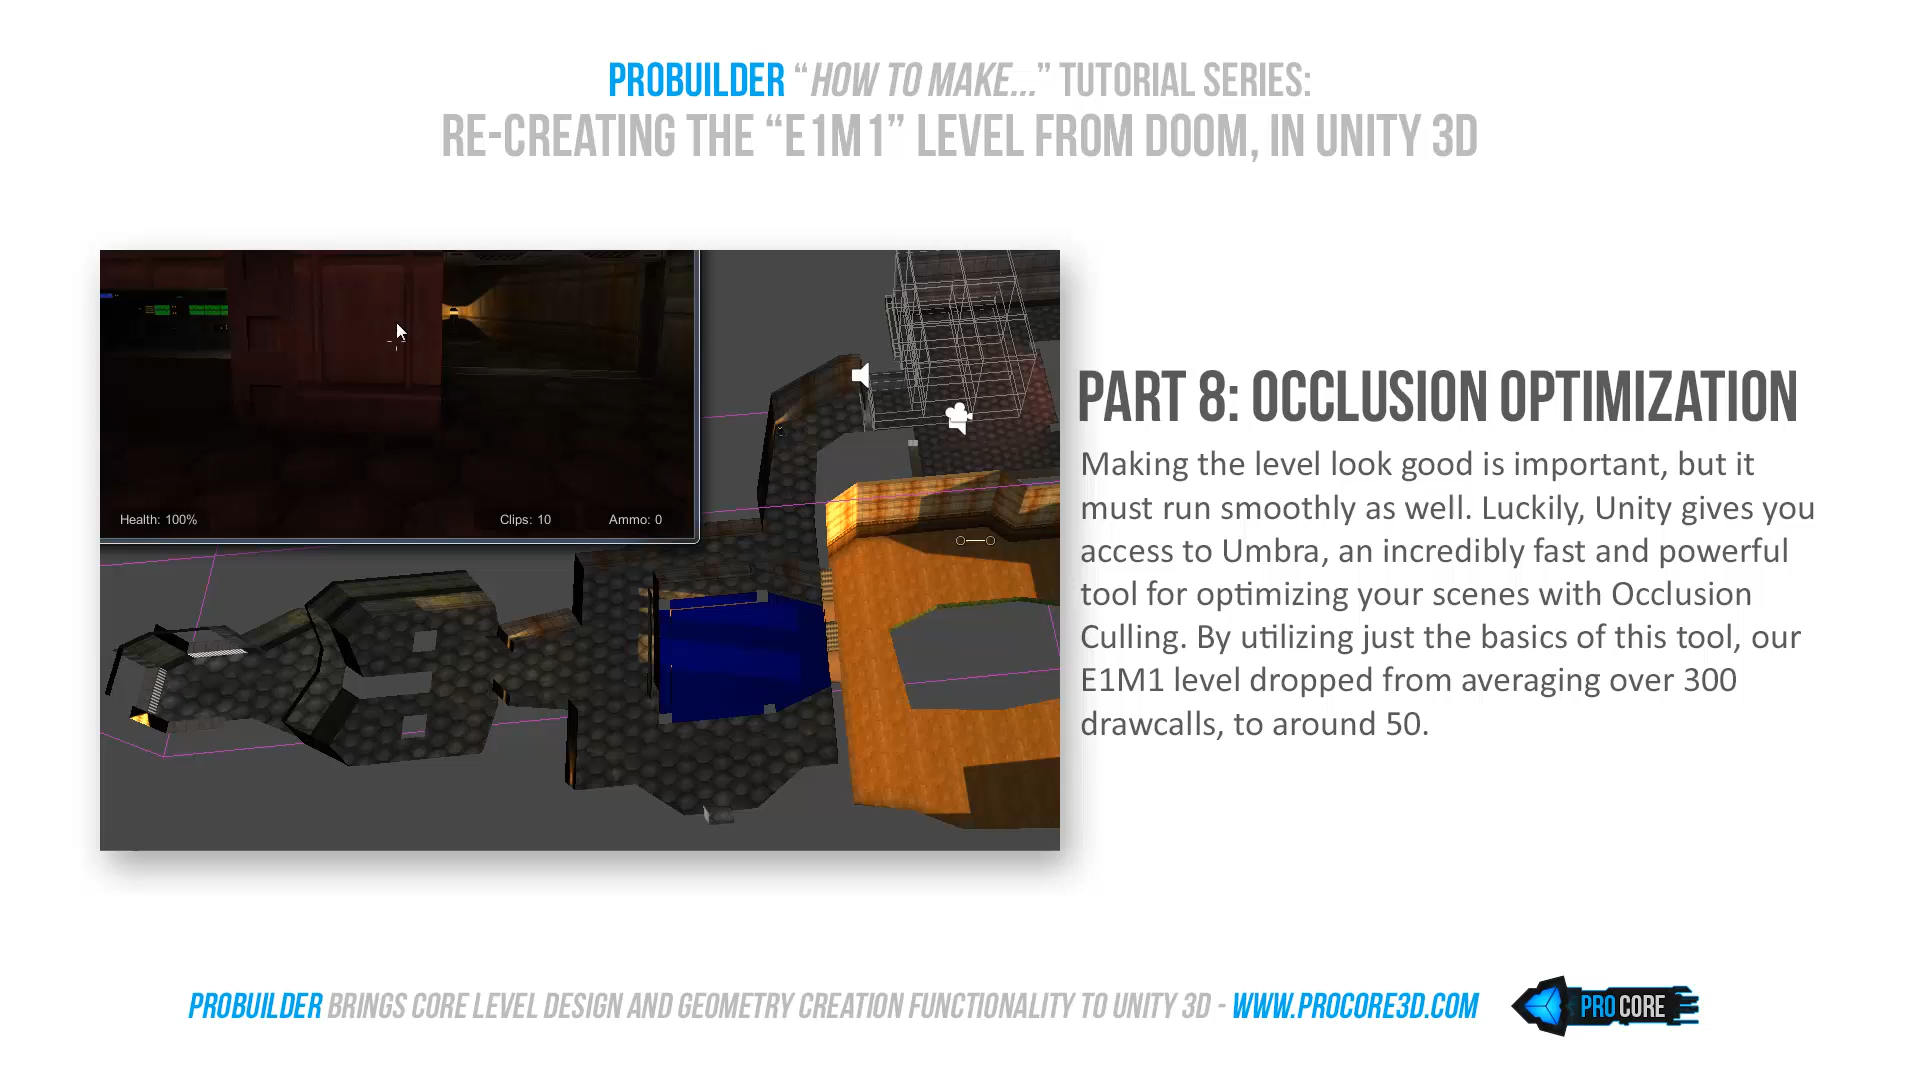 PROBUILDER “HOW TO MAKE...” TUTORIAL SERIES:
RE-CREATING THE “E1M1” LEVEL FROM DOOM, IN UNITY 3D
Health: 100%
Clips: 10
Ammo: 0
PART 8: OCCLUSION OPTIMIZATION
Making the level look good is important, but it
must run smoothly as well. Luckily, Unity gives you
access to Umbra, an incredibly fast and powerful
tool for optimizing your scenes with Occlusion
Culling. By utilizing just the basics of this tool, our
E1M1 level dropped from averaging over 300
drawcalls, to around 50.
PROBUILDER BRINGS CORE LEVEL DESIGN AND GEOMETRY CREATION FUNCTIONALITY TO UNITY 3D - WWW.PROCORE3D.COM
PROCORE